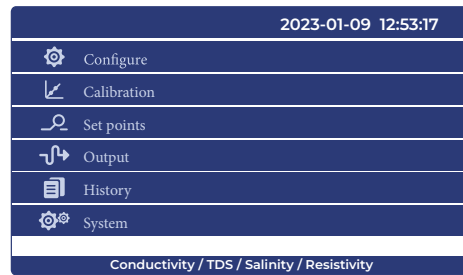 2023-01-09 12:53:17
Configure
Calibration
Set points
Output
History
System
Conductivity / TDS / Salinity / Resistivity